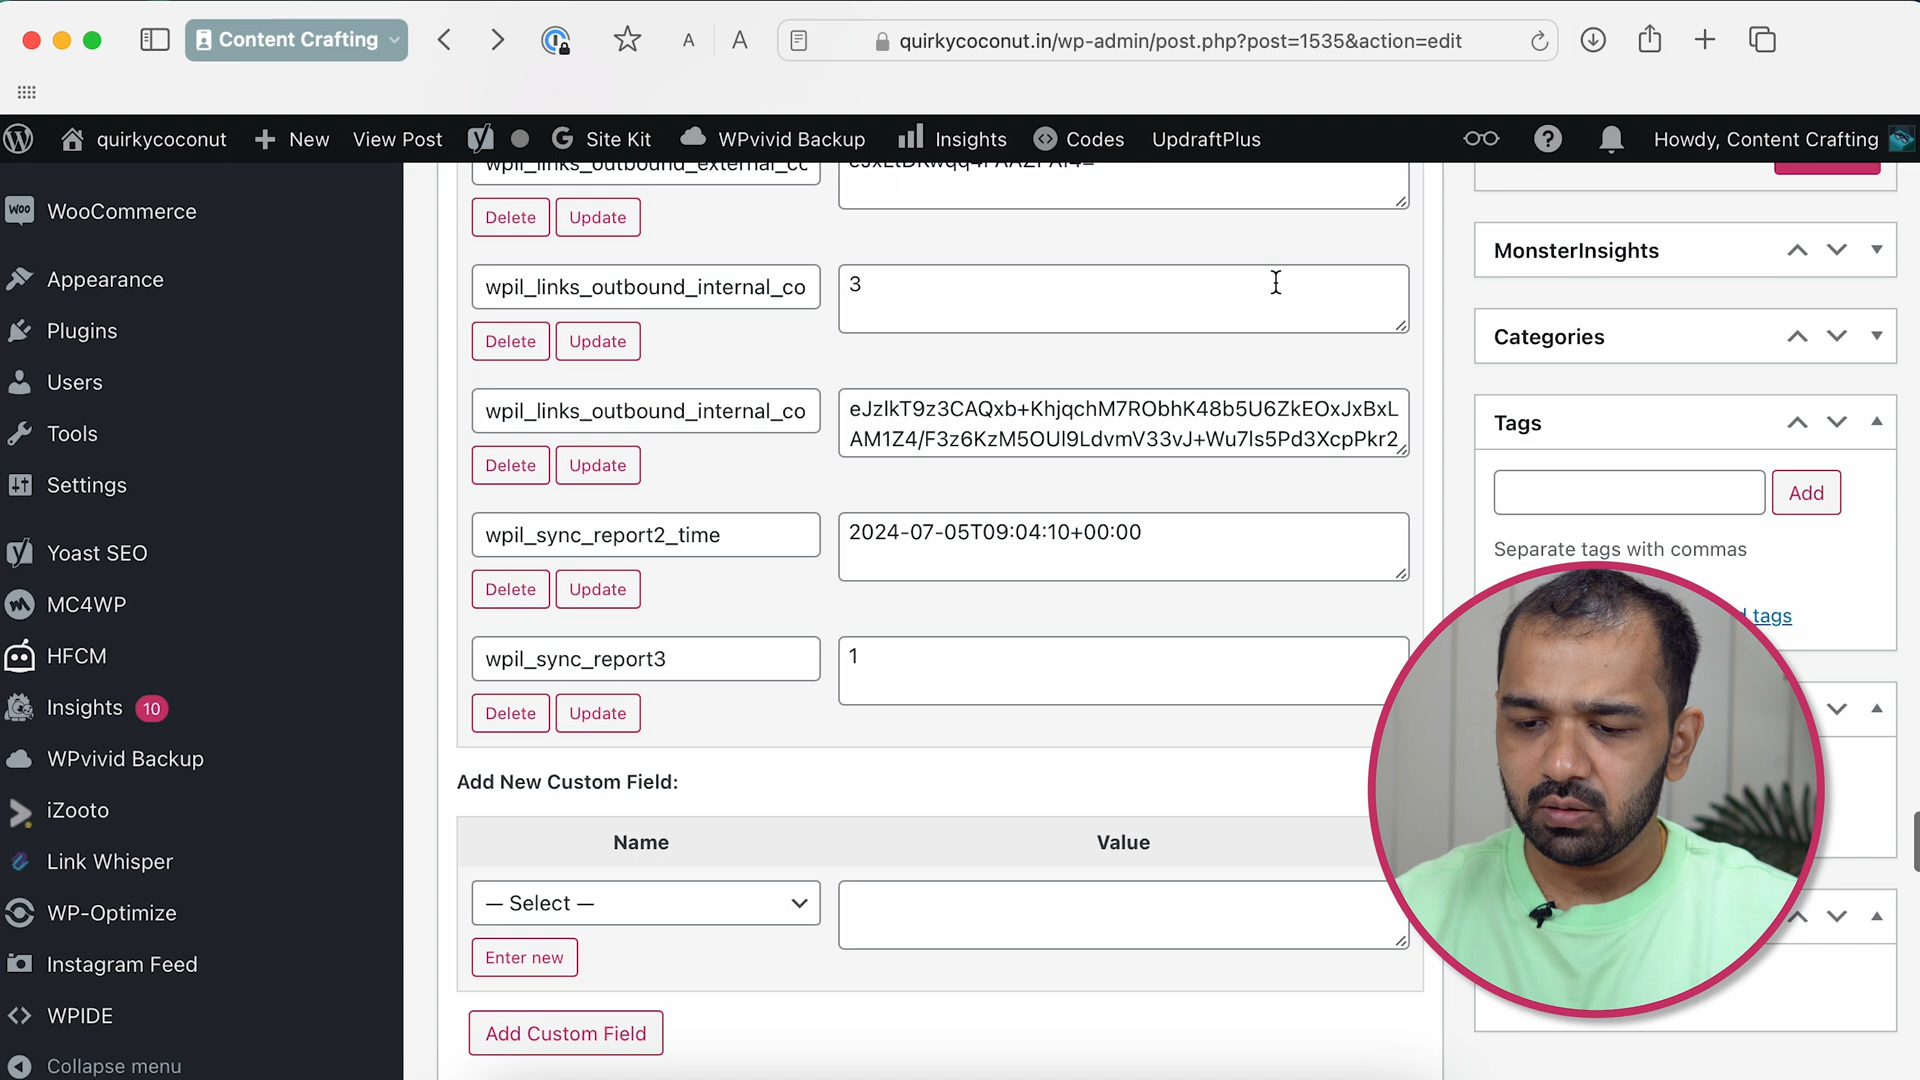 Content Crafting
A A
quirkycoconut.in/wp-admin/post.php?post=1535&action=edit
quirkycoconut
New
View Post
Site Kit
WPvivid Backup
Insights
Codes
UpdraftPlus
Howdy, Content Crafting
WooCommerce
Appearance
Plugins
Users
Tools
Settings
Yoast SEO
MC4WP
HFCM
Insights 10
WPvivid Backup
iZooto
Link Whisper
WP-Optimize
Instagram Feed
WPIDE
Collapse menu
wpil_links_outbound_external_cc
Delete Update
wpil_links_outbound_internal_co
3
Delete Update
wpil_links_outbound_internal_co
eJzlkT9z3CAQxb+KhjqchM7RObhK48b5U6ZkEOxJxBxL
AM1Z4/F3z6KzM5OUl9LdvmV33vJ+Wu7ls5Pd3XcpPkr2
Delete Update
wpil_sync_report2_time
2024-07-05T09:04:10+00:00
Delete Update
wpil_sync_report3
1
Delete Update
Add New Custom Field:
Name Value
— Select —
Enter new
Add Custom Field
MonsterInsights
Categories
Tags
Add
Separate tags with commas
tags